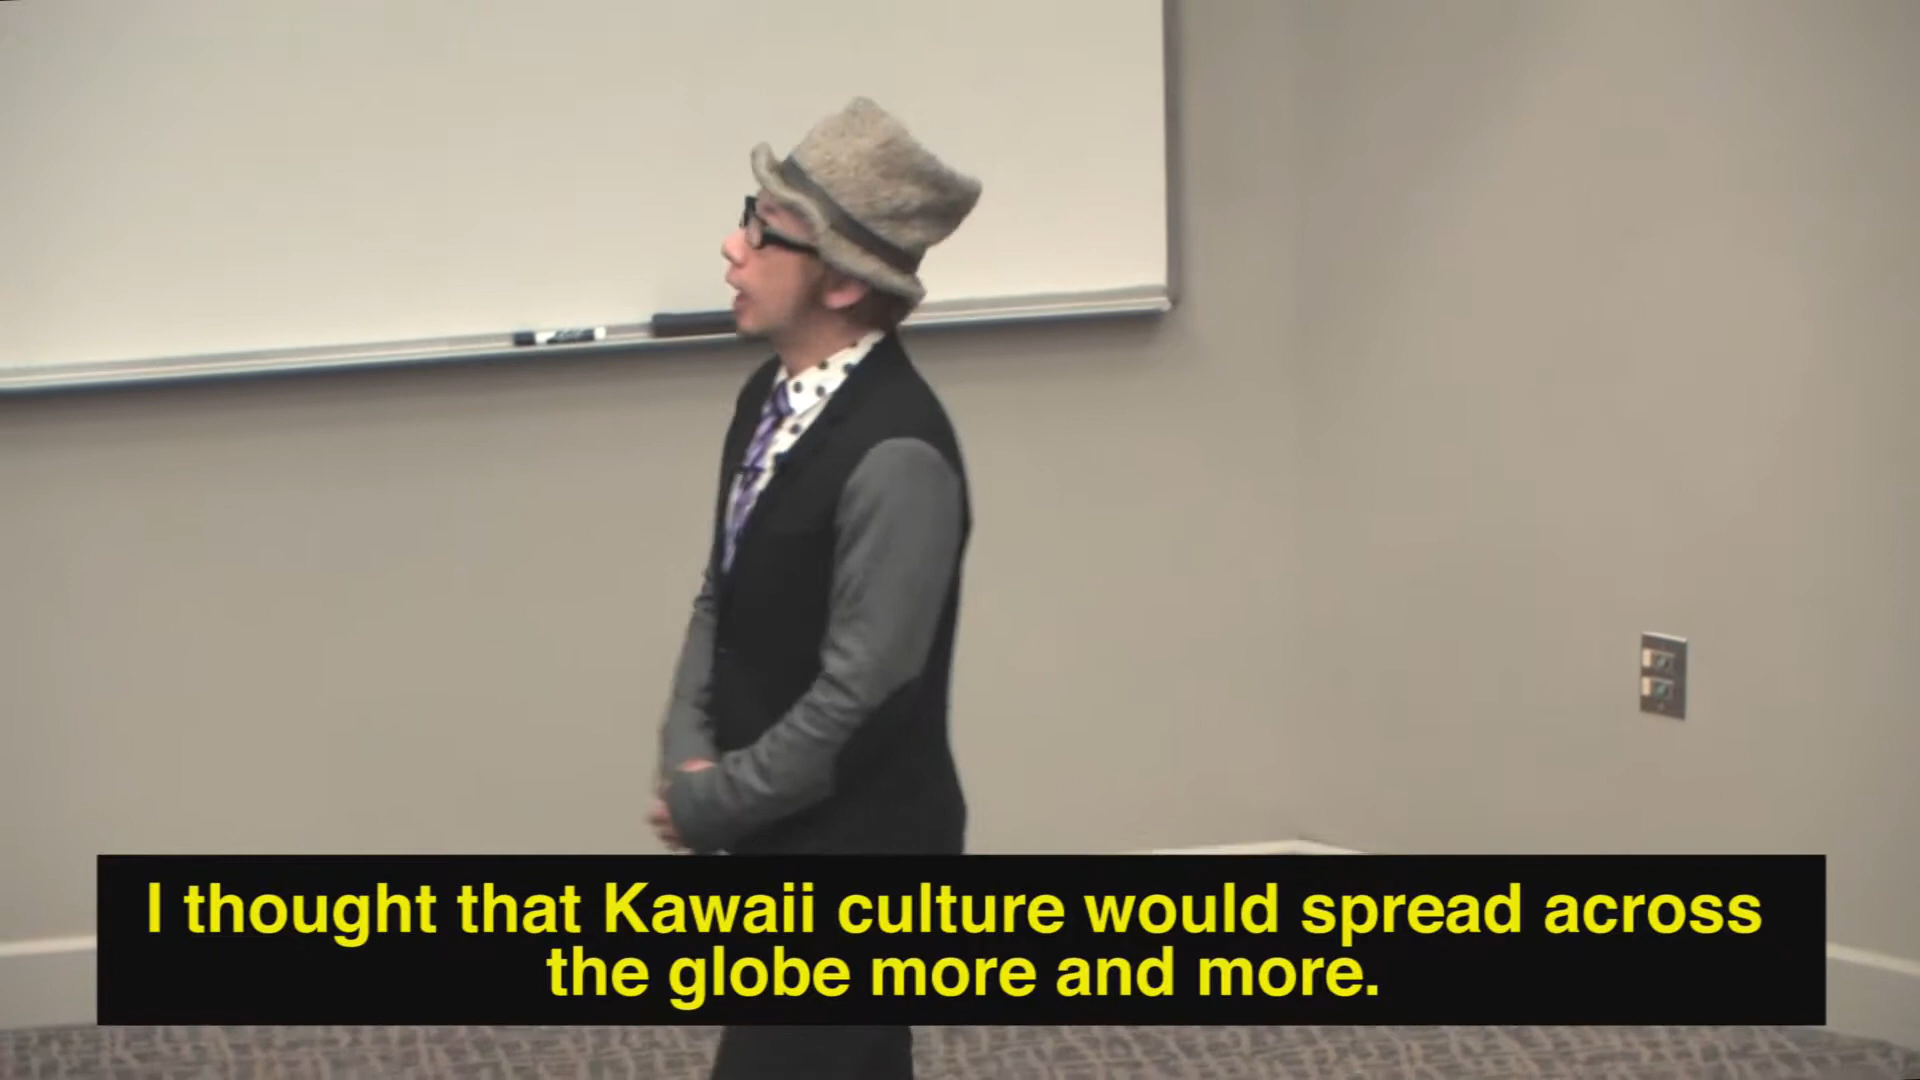 I thought that Kawaii culture would spread across
the globe more and more.